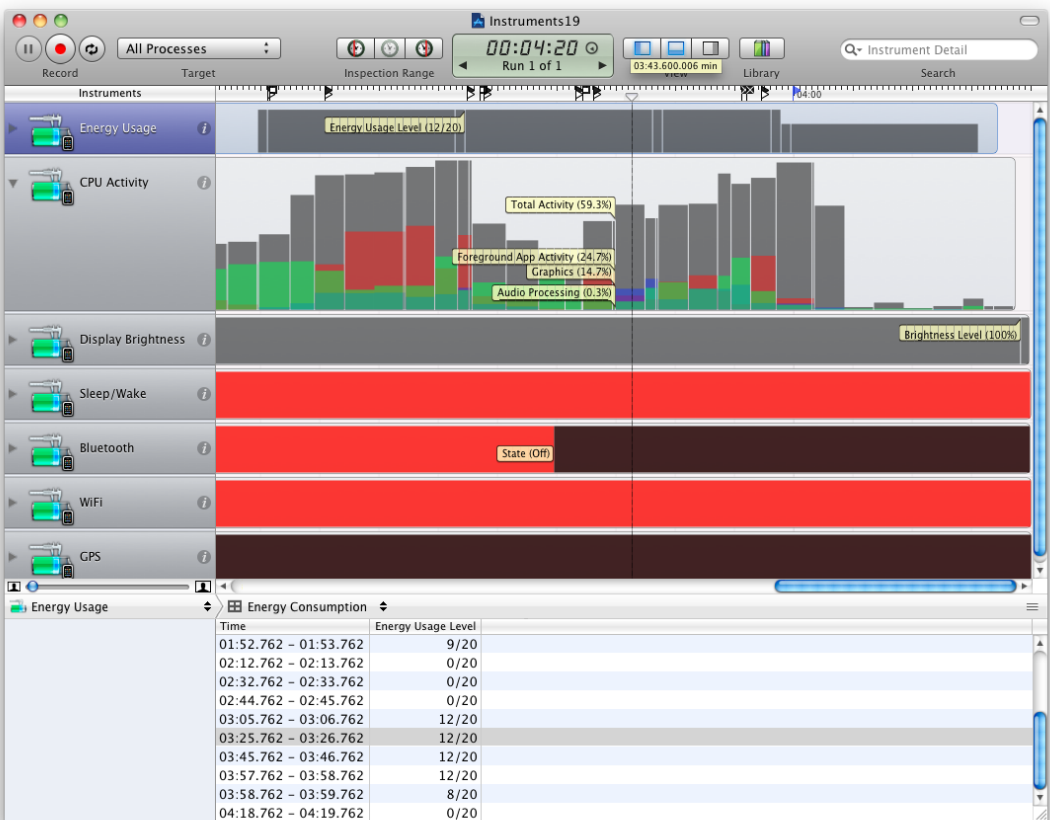 Instruments19
All Processes
00:04:20
Run 1 of 1
03:43.600.006 min
Instrument Detail
Record
Target
Inspection Range
View
Library
Search
Instruments
04:00
Energy Usage
Energy Usage Level (12/20)
CPU Activity
Total Activity (59.3%)
Foreground App Activity (24.7%)
Graphics (14.7%)
Audio Processing (0.3%)
Display Brightness
Brightness Level (100%)
Sleep/Wake
Bluetooth
State (Off)
WiFi
GPS
Energy Usage
Energy Consumption
Time Energy Usage Level
01:52.762 – 01:53.762 9/20
02:12.762 – 02:13.762 0/20
02:32.762 – 02:33.762 0/20
02:44.762 – 02:45.762 0/20
03:05.762 – 03:06.762 12/20
03:25.762 – 03:26.762 12/20
03:45.762 – 03:46.762 12/20
03:57.762 – 03:58.762 12/20
03:58.762 – 03:59.762 8/20
04:18.762 – 04:19.762 0/20